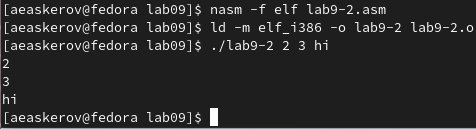 [aeaskerov@fedora lab09]$ nasm -f elf lab9-2.asm
[aeaskerov@fedora lab09]$ ld -m elf_i386 -o lab9-2 lab9-2.o
[aeaskerov@fedora lab09]$ ./lab9-2 2 3 hi
2
3
hi
[aeaskerov@fedora lab09]$